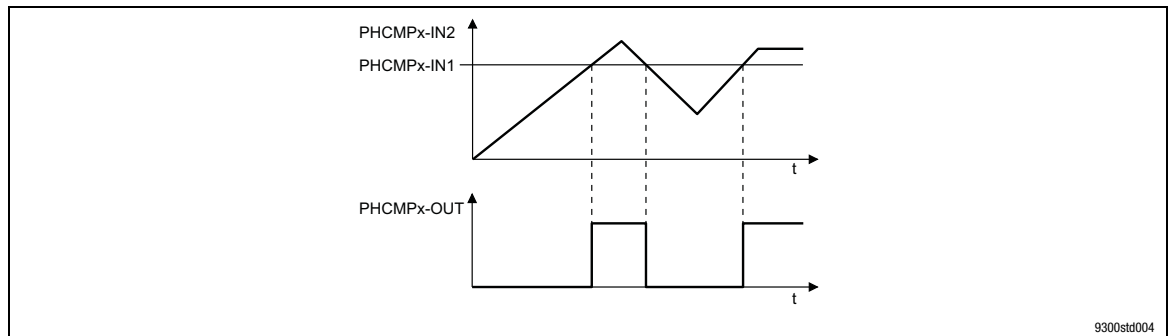 PHCMPx-IN2
PHCMPx-IN1
t
PHCMPx-OUT
t
9300std004